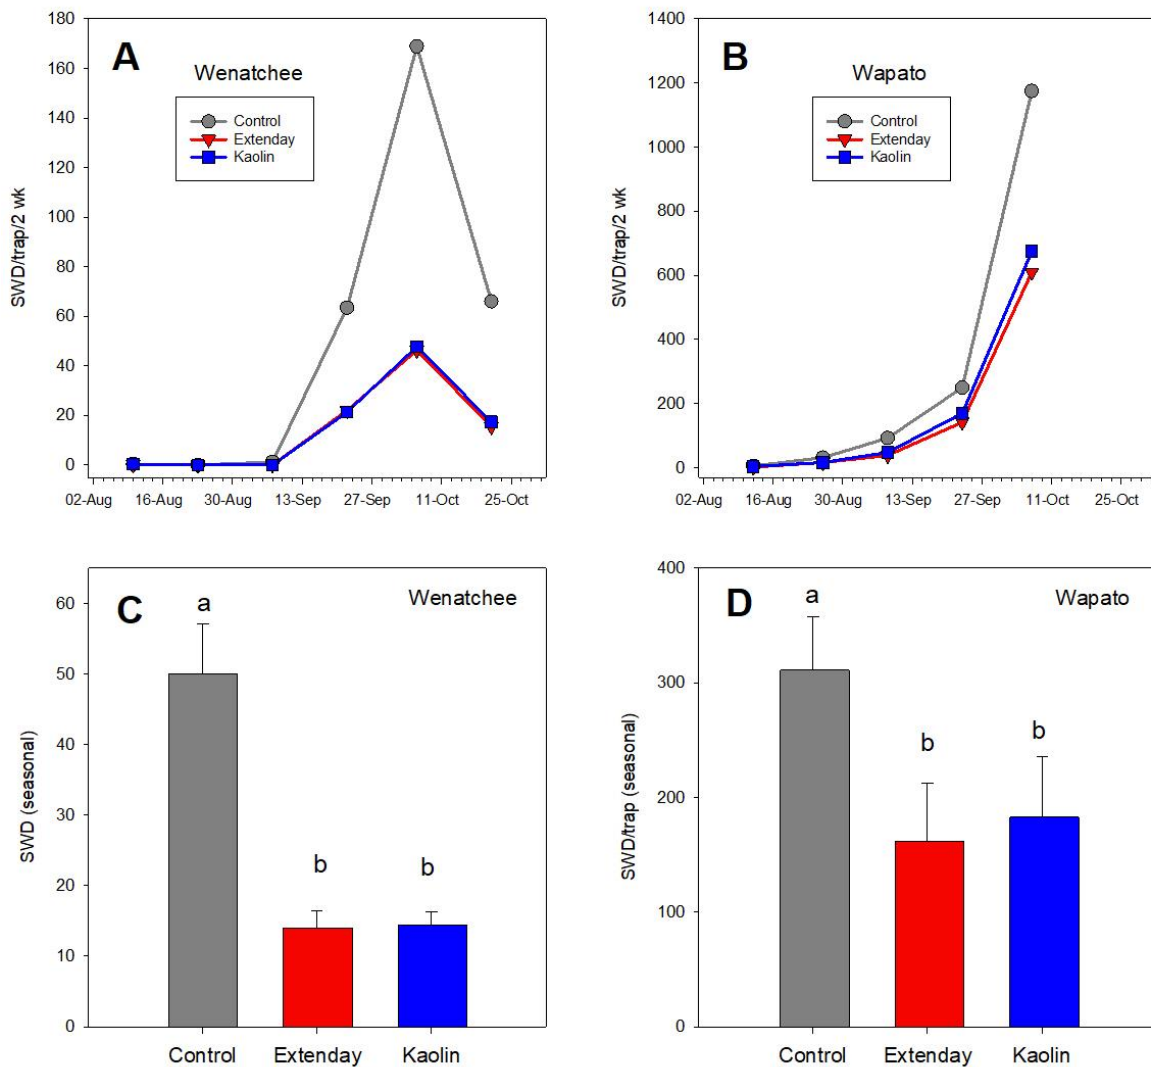 A
Wenatchee
Control
Extenday
Kaolin
SWD/trap/2 wk
180
160
140
120
100
80
60
40
20
0
02-Aug 16-Aug 30-Aug 13-Sep 27-Sep 11-Oct 25-Oct
B
Wapato
Control
Extenday
Kaolin
SWD/trap/2 wk
1400
1200
1000
800
600
400
200
0
02-Aug 16-Aug 30-Aug 13-Sep 27-Sep 11-Oct 25-Oct
C
Wenatchee
a
b b
SWD (seasonal)
60
50
40
30
20
10
0
Control Extenday Kaolin
D
Wapato
a
b b
SWD/trap (seasonal)
400
300
200
100
0
Control Extenday Kaolin